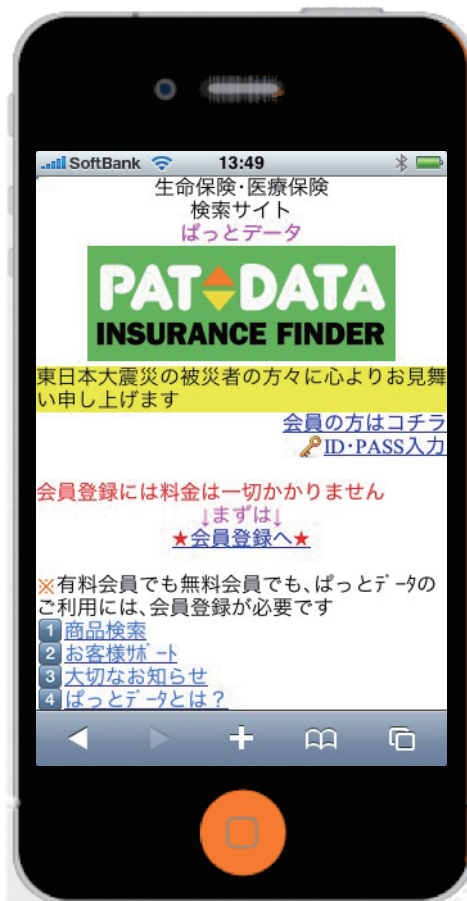 SoftBank 13:49
生命保険・医療保険
検索サイト
ぱっとデータ
PAT DATA
INSURANCE FINDER
東日本大震災の被災者の方々に心よりお見舞
い申し上げます
会員の方はコチラ
ID・PASS入力
会員登録には料金は一切かかりません
↓まずは↓
★会員登録へ★
※有料会員でも無料会員でも、ぱっとﾃﾞｰﾀの
ご利用には、会員登録が必要です
1 商品検索
2 お客様ｻﾎﾟｰﾄ
3 大切なお知らせ
4 ぱっとﾃﾞｰﾀとは？